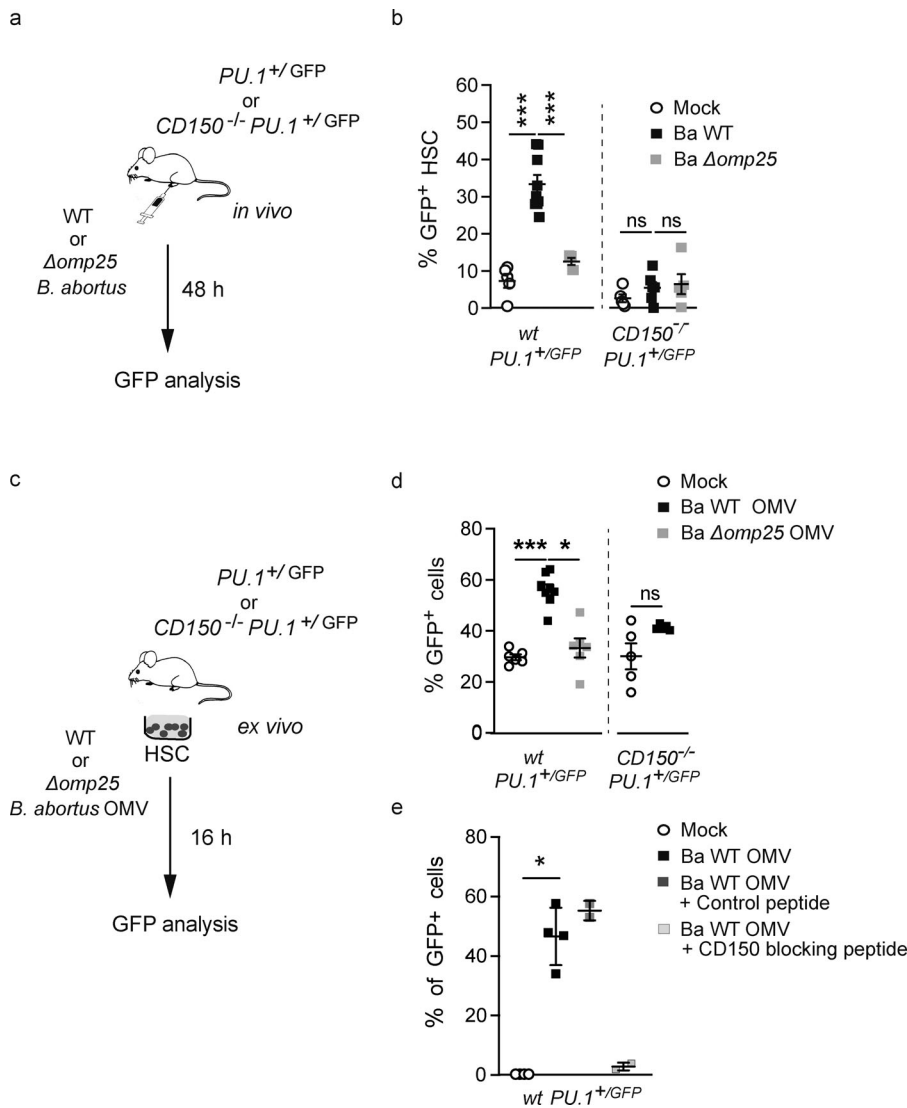 a
PU.1+/GFP
or
CD150-/- PU.1+/GFP
in vivo
WT
or
Δomp25
B. abortus
48 h
GFP analysis
b
Mock
Ba WT
Ba Δomp25
% GFP+ HSC
60
50
40
30
20
10
0
***
***
ns
ns
wt
PU.1+/GFP
CD150-/-
PU.1+/GFP
c
PU.1+/GFP
or
CD150-/- PU.1+/GFP
ex vivo
HSC
WT
or
Δomp25
B. abortus OMV
16 h
GFP analysis
d
Mock
Ba WT OMV
Ba Δomp25 OMV
% GFP+ cells
80
60
40
20
0
***
*
ns
wt
PU.1+/GFP
CD150-/-
PU.1+/GFP
e
Mock
Ba WT OMV
Ba WT OMV
+ Control peptide
Ba WT OMV
+ CD150 blocking peptide
% of GFP+ cells
80
60
40
20
0
*
wt PU.1+/GFP